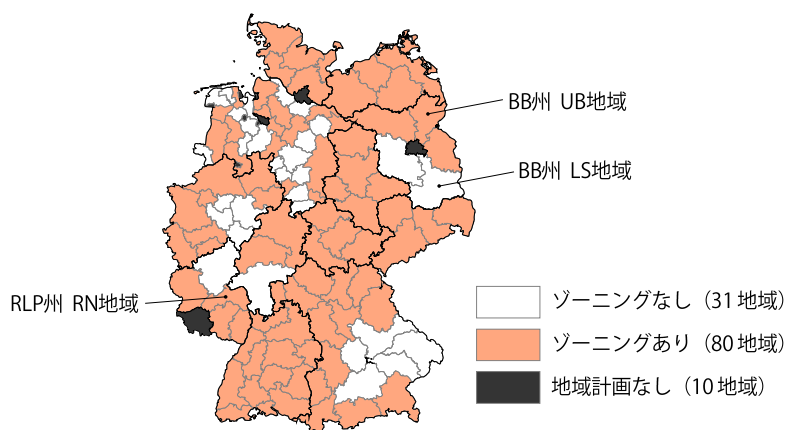 BB州 UB地域
BB州 LS地域
RLP州 RN地域
ゾーニングなし（31 地域）
ゾーニングあり（80 地域）
地域計画なし（10 地域）